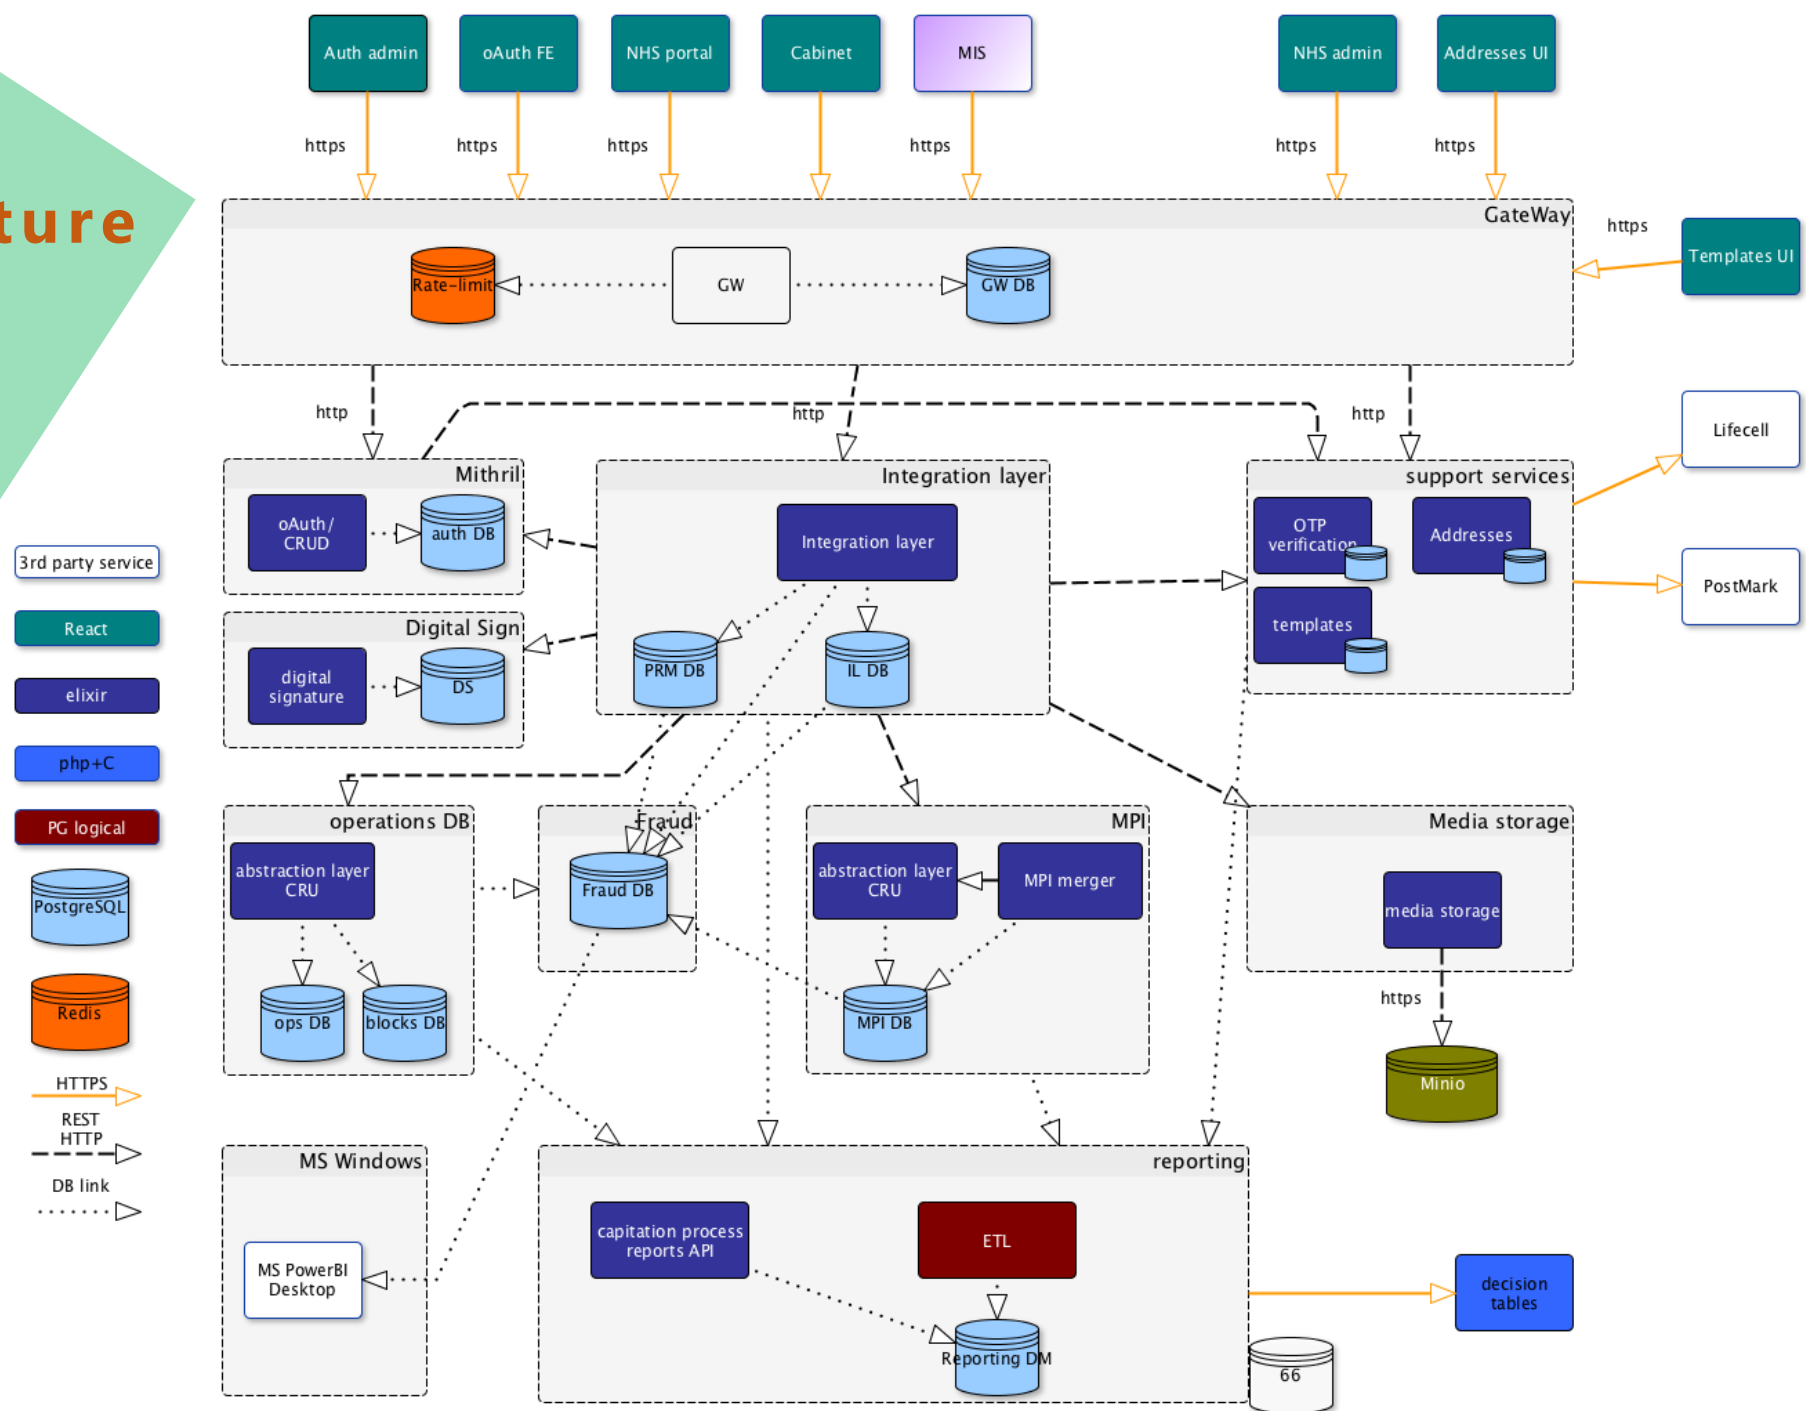 Auth admin
oAuth FE
NHS portal
Cabinet
MIS
NHS admin
Addresses UI
https
https
https
https
https
https
ture
GateWay
https
Templates UI
Rate-limit
GW
GW DB
http
http
http
Lifecell
Mithril
Integration layer
support services
oAuth/
CRUD
auth DB
Integration layer
OTP
verification
Addresses
3rd party service
PostMark
React
Digital Sign
templates
digital
signature
DS
PRM DB
IL DB
elixir
php+C
PG logical
operations DB
Fraud
MPI
Media storage
abstraction layer
CRU
Fraud DB
abstraction layer
CRU
MPI merger
media storage
PostgreSQL
Redis
ops DB
blocks DB
MPI DB
https
Minio
HTTPS
REST
HTTP
DB link
MS Windows
reporting
MS PowerBI
Desktop
capitation process
reports API
ETL
decision
tables
Reporting DM
66